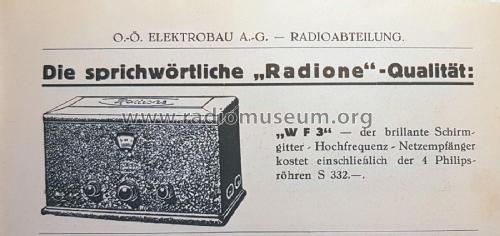 O.-Ö. ELEKTROBAU A.-G. — RADIOABTEILUNG.
Die sprichwörtliche „Radione“-Qualität:
Radione
www.radiomuseum.org
„W F 3“ — der brillante Schirm-
gitter - Hochfrequenz - Netzempfänger
kostet einschließlich der 4 Philips-
röhren S 332.—.